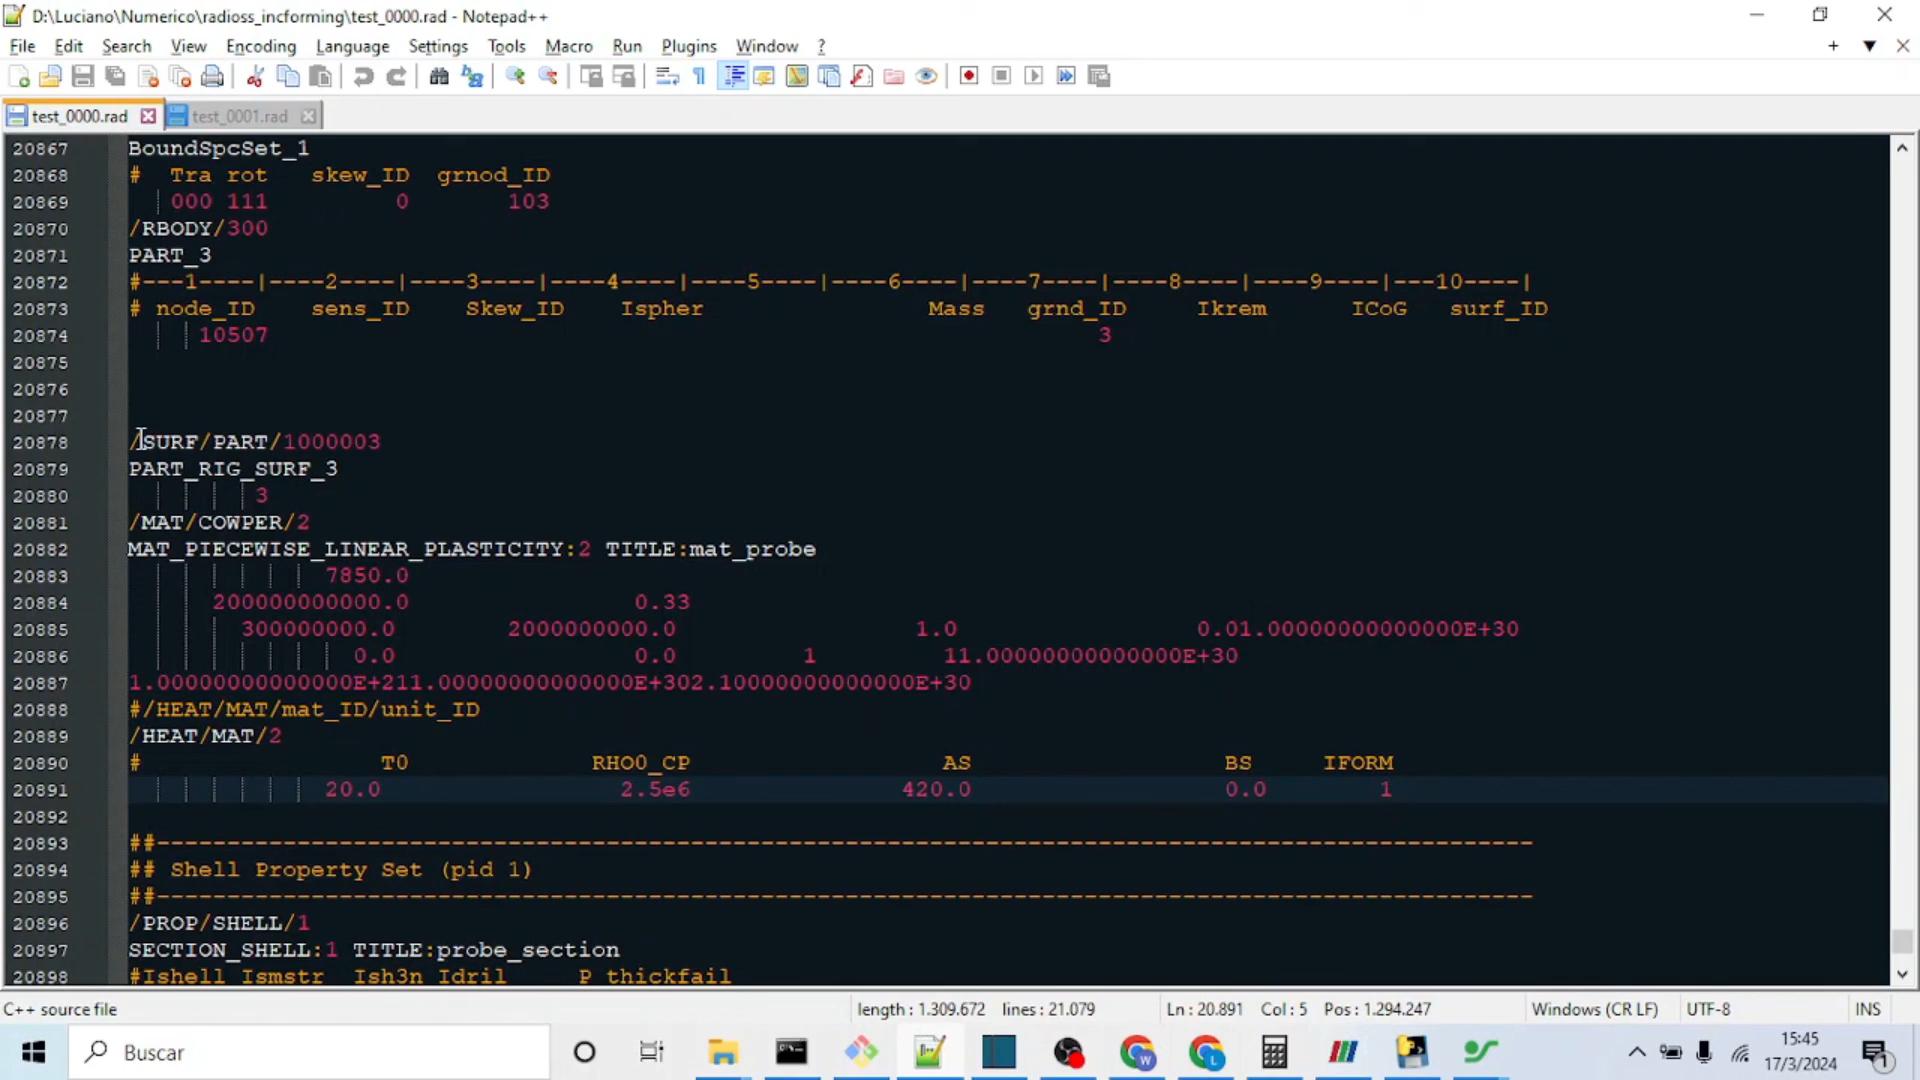 D:\Luciano\Numerico\radioss_incforming\test_0000.rad - Notepad++
File Edit Search View Encoding Language Settings Tools Macro Run Plugins Window ?
test_0000.rad test_0001.rad
20867 BoundSpcSet_1
20868 # Tra rot skew_ID grnod_ID
20869 000 111 0 103
20870 /RBODY/300
20871 PART_3
20872 #---1----|----2----|----3----|----4----|----5----|----6----|----7----|----8----|----9----|---10----|
20873 # node_ID sens_ID Skew_ID Ispher Mass grnd_ID Ikrem ICoG surf_ID
20874 10507 3
20875
20876
20877
20878 /SURF/PART/1000003
20879 PART_RIG_SURF_3
20880 3
20881 /MAT/COWPER/2
20882 MAT_PIECEWISE_LINEAR_PLASTICITY:2 TITLE:mat_probe
20883 7850.0
20884 200000000000.0 0.33
20885 300000000.0 2000000000.0 1.0 0.01.00000000000000E+30
20886 0.0 0.0 1 11.00000000000000E+30
20887 1.00000000000000E+211.00000000000000E+302.10000000000000E+30
20888 #/HEAT/MAT/mat_ID/unit_ID
20889 /HEAT/MAT/2
20890 # T0 RHO0_CP AS BS IFORM
20891 20.0 2.5e6 420.0 0.0 1
20892
20893 ##--------------------------------------------------------------------------------------------------
20894 ## Shell Property Set (pid 1)
20895 ##--------------------------------------------------------------------------------------------------
20896 /PROP/SHELL/1
20897 SECTION_SHELL:1 TITLE:probe_section
20898 #Ishell Ismstr Ish3n Idril P thickfail
C++ source file length : 1.309.672 lines : 21.079 Ln : 20.891 Col : 5 Pos : 1.294.247 Windows (CR LF) UTF-8 INS
Buscar
15:45
17/3/2024
1